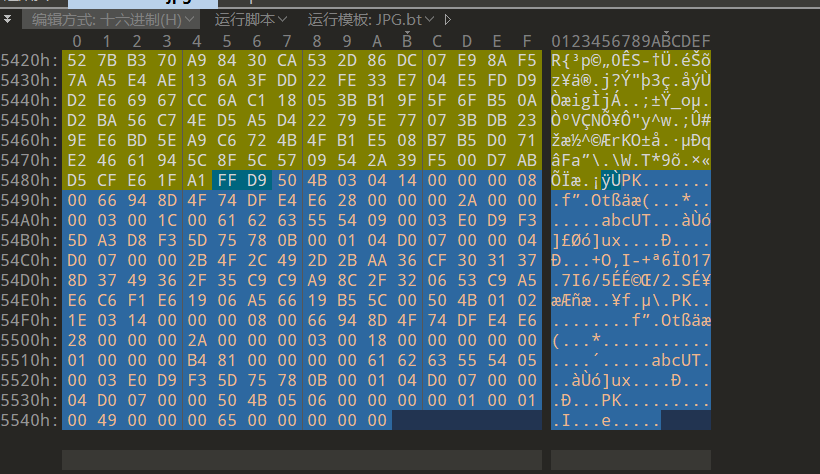 编辑方式: 十六进制(H) 运行脚本 运行模板: JPG.bt
0 1 2 3 4 5 6 7 8 9 A B C D E F 0123456789ABCDEF
5420h: 52 7B B3 70 A9 84 30 CA 53 2D 86 DC 07 E9 8A F5 R{³p©„0ÊS-†Ü.éŠõ
5430h: 7A A5 E4 AE 13 6A 3F DD 22 FE 33 E7 04 E5 FD D9 z¥ä®.j?Ý"þ3ç.åýÙ
5440h: D2 E6 69 67 CC 6A C1 18 05 3B B1 9F 5F 6F B5 0A ÒæigÌjÁ..;±Ÿ_oµ.
5450h: D2 BA 56 C7 4E D5 A5 D4 22 79 5E 77 07 3B DB 23 ÒºVÇNÕ¥Ô"y^w.;Û#
5460h: 9E E6 BD 5E A9 C6 72 4B 4F B1 E5 08 B7 B5 D0 71 žæ½^©ÆrKO±å.·µÐq
5470h: E2 46 61 94 5C 8F 5C 57 09 54 2A 39 F5 00 D7 AB âFa”\.\W.T*9õ.×«
5480h: D5 CF E6 1F A1 FF D9 50 4B 03 04 14 00 00 00 08 ÕÏæ.¡ÿÙPK.......
5490h: 00 66 94 8D 4F 74 DF E4 E6 28 00 00 00 2A 00 00 .f”.Otßäæ(...*..
54A0h: 00 03 00 1C 00 61 62 63 55 54 09 00 03 E0 D9 F3 .....abcUT...àÙó
54B0h: 5D A3 D8 F3 5D 75 78 0B 00 01 04 D0 07 00 00 04 ]£Øó]ux....Ð....
54C0h: D0 07 00 00 2B 4F 2C 49 2D 2B AA 36 CF 30 31 37 Ð...+O,I-+ª6Ï017
54D0h: 8D 37 49 36 2F 35 C9 C9 A9 8C 2F 32 06 53 C9 A5 .7I6/5ÉÉ©Œ/2.SÉ¥
54E0h: E6 C6 F1 E6 19 06 A5 66 19 B5 5C 00 50 4B 01 02 æÆñæ..¥f.µ\.PK..
54F0h: 1E 03 14 00 00 00 08 00 66 94 8D 4F 74 DF E4 E6 ........f”.Otßäæ
5500h: 28 00 00 00 2A 00 00 00 03 00 18 00 00 00 00 00 (...*...........
5510h: 01 00 00 00 B4 81 00 00 00 00 61 62 63 55 54 05 ....´.....abcUT.
5520h: 00 03 E0 D9 F3 5D 75 78 0B 00 01 04 D0 07 00 00 ..àÙó]ux....Ð...
5530h: 04 D0 07 00 00 50 4B 05 06 00 00 00 00 01 00 01 .Ð...PK.........
5540h: 00 49 00 00 00 65 00 00 00 00 00 .I...e.....